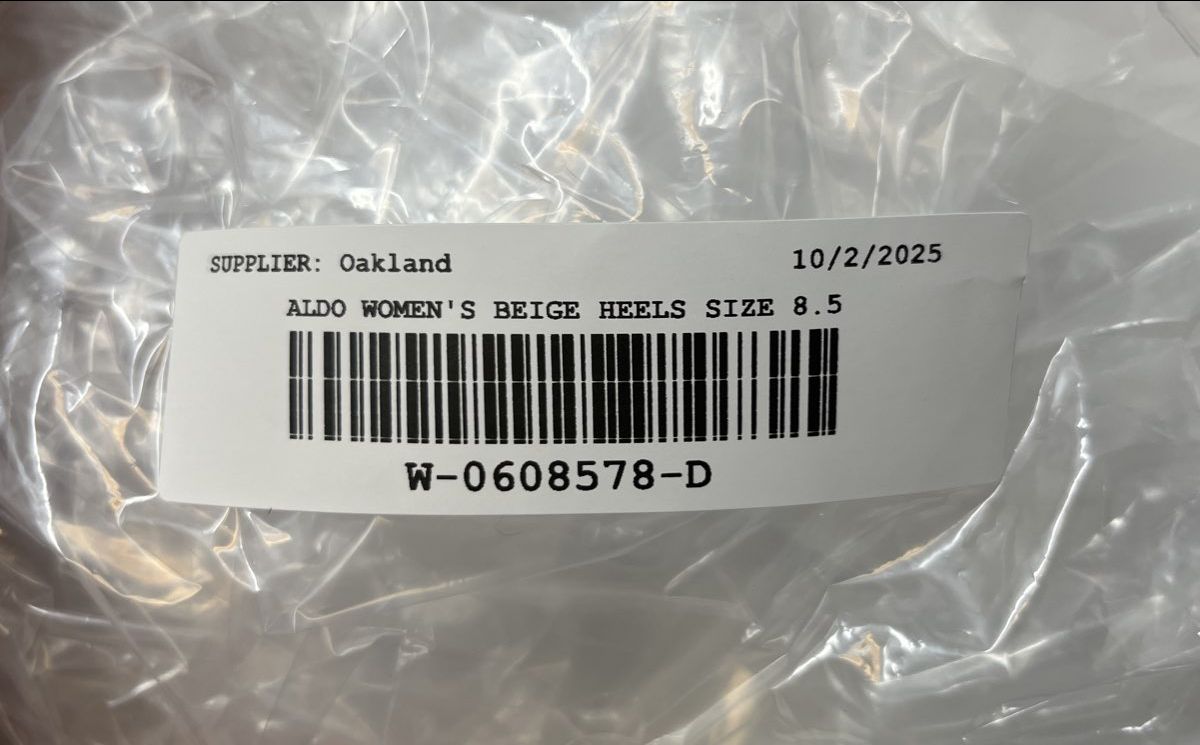 SUPPLIER: Oakland 10/2/2025
ALDO WOMEN'S BEIGE HEELS SIZE 8.5
W-0608578-D